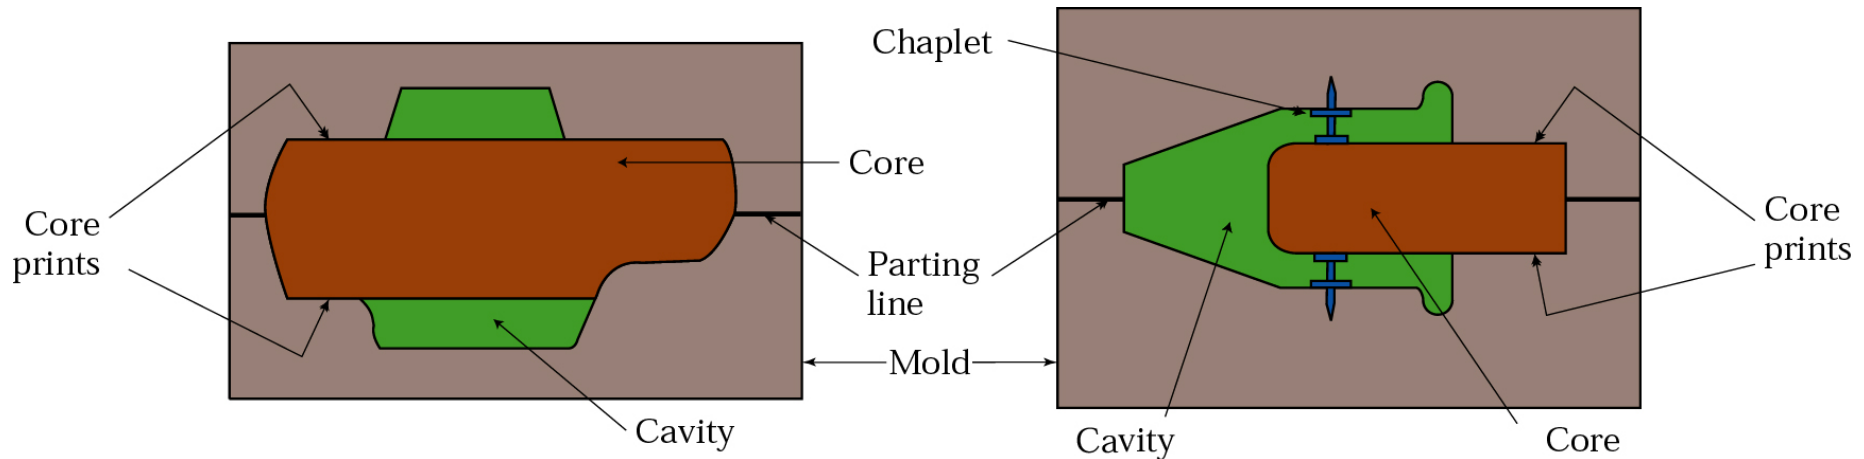 Chaplet
Core
Core
prints
Parting
line
Core
prints
Mold
Cavity
Cavity
Core